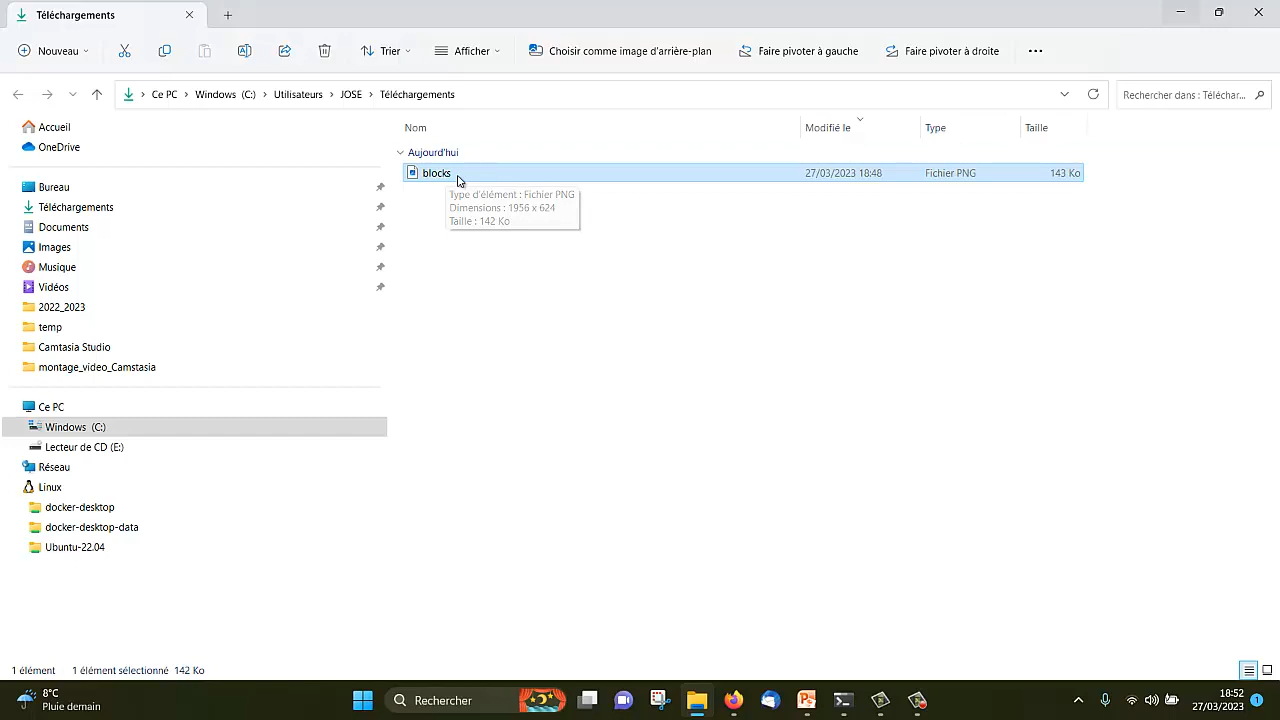 Téléchargements
Nouveau
Trier
Afficher
Choisir comme image d'arrière-plan
Faire pivoter à gauche
Faire pivoter à droite
Ce PC > Windows (C:) > Utilisateurs > JOSE > Téléchargements
Rechercher dans : Téléchar...
Accueil
OneDrive
Bureau
Téléchargements
Documents
Images
Musique
Vidéos
2022_2023
temp
Camtasia Studio
montage_video_Camstasia
Ce PC
Windows (C:)
Lecteur de CD (E:)
Réseau
Linux
docker-desktop
docker-desktop-data
Ubuntu-22.04
Nom Modifié le Type Taille
Aujourd'hui
blocks 27/03/2023 18:48 Fichier PNG 143 Ko
Type d'élément : Fichier PNG
Dimensions : 1956 x 624
Taille : 142 Ko
1 élément 1 élément sélectionné 142 Ko
8°C
Pluie demain
Rechercher
18:52
27/03/2023
1